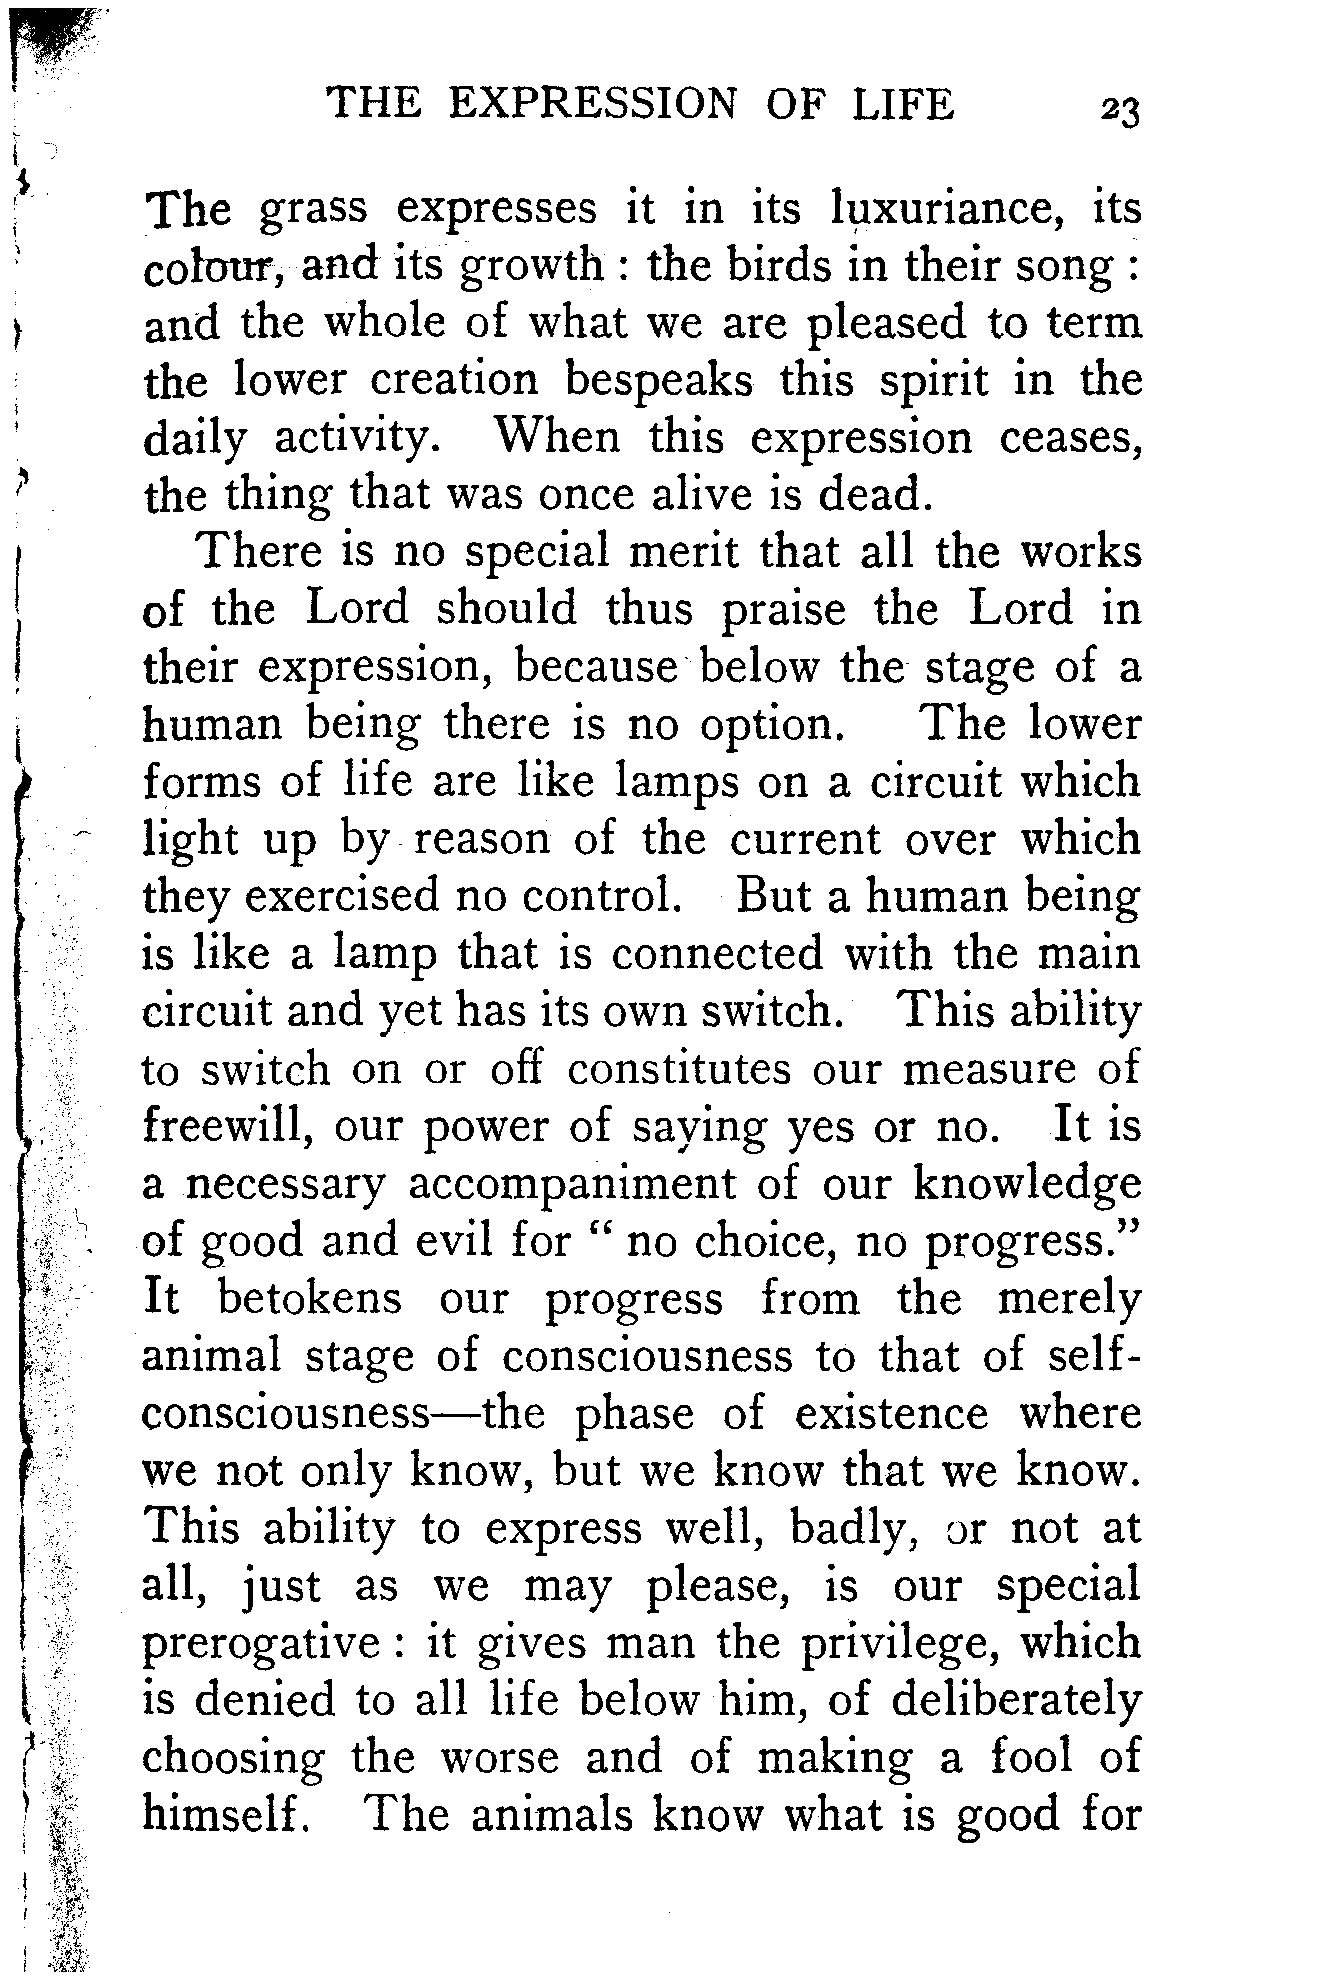 THE EXPRESSION OF LIFE 23
The grass expresses it in its luxuriance, its
colour, and its growth : the birds in their song :
and the whole of what we are pleased to term
the lower creation bespeaks this spirit in the
daily activity. When this expression ceases,
the thing that was once alive is dead.
There is no special merit that all the works
of the Lord should thus praise the Lord in
their expression, because below the stage of a
human being there is no option. The lower
forms of life are like lamps on a circuit which
light up by reason of the current over which
they exercised no control. But a human being
is like a lamp that is connected with the main
circuit and yet has its own switch. This ability
to switch on or off constitutes our measure of
freewill, our power of saying yes or no. It is
a necessary accompaniment of our knowledge
of good and evil for “ no choice, no progress.”
It betokens our progress from the merely
animal stage of consciousness to that of self-
consciousness—the phase of existence where
we not only know, but we know that we know.
This ability to express well, badly, or not at
all, just as we may please, is our special
prerogative : it gives man the privilege, which
is denied to all life below him, of deliberately
choosing the worse and of making a fool of
himself. The animals know what is good for